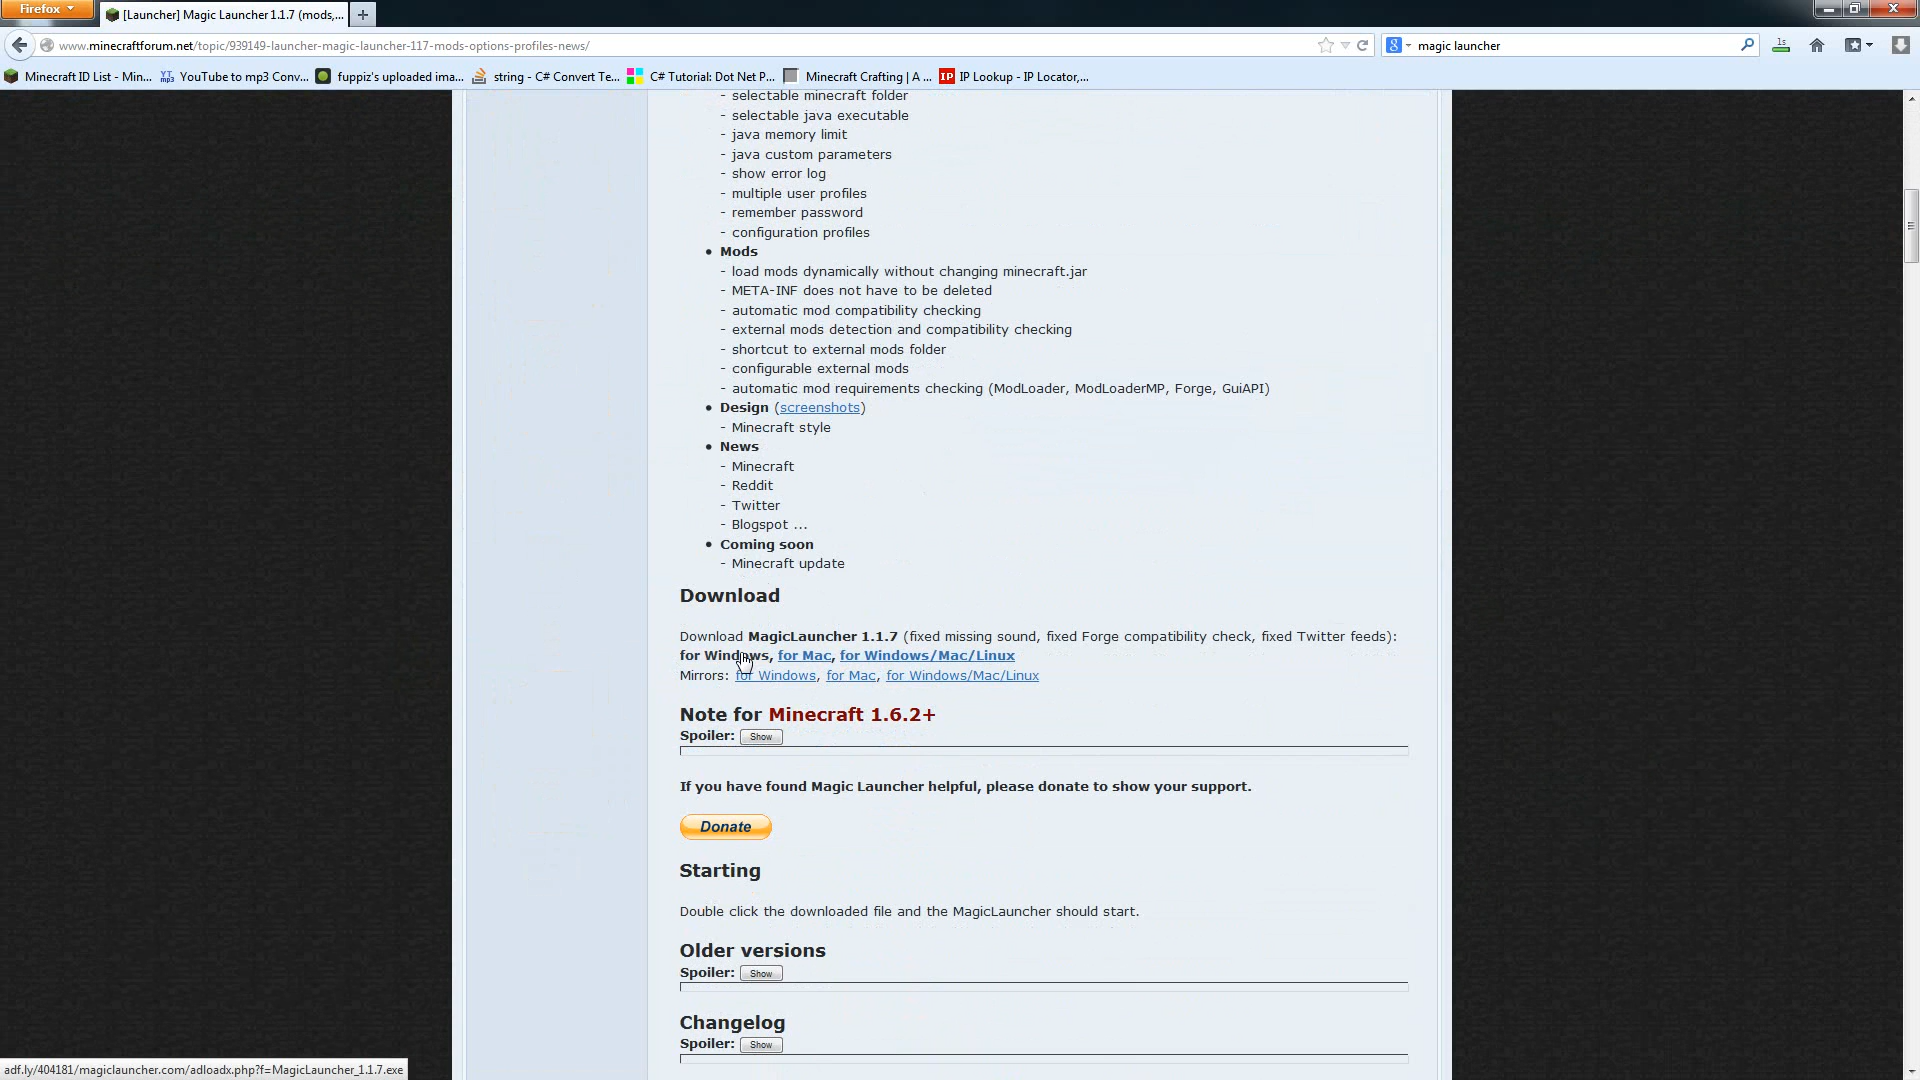 Firefox
[Launcher] Magic Launcher 1.1.7 (mods,...
www.minecraftforum.net/topic/939149-launcher-magic-launcher-117-mods-options-profiles-news/
magic launcher
1s
Minecraft ID List - Min... YouTube to mp3 Conv... fuppiz's uploaded ima... string - C# Convert Te... C# Tutorial: Dot Net P... Minecraft Crafting | A ... IP IP Lookup - IP Locator,...
- selectable minecraft folder
- selectable java executable
- java memory limit
- java custom parameters
- show error log
- multiple user profiles
- remember password
- configuration profiles
• Mods
- load mods dynamically without changing minecraft.jar
- META-INF does not have to be deleted
- automatic mod compatibility checking
- external mods detection and compatibility checking
- shortcut to external mods folder
- configurable external mods
- automatic mod requirements checking (ModLoader, ModLoaderMP, Forge, GuiAPI)
• Design (screenshots)
- Minecraft style
• News
- Minecraft
- Reddit
- Twitter
- Blogspot ...
• Coming soon
- Minecraft update
Download
Download MagicLauncher 1.1.7 (fixed missing sound, fixed Forge compatibility check, fixed Twitter feeds):
for Windows, for Mac, for Windows/Mac/Linux
Mirrors: for Windows, for Mac, for Windows/Mac/Linux
Note for Minecraft 1.6.2+
Spoiler: Show
If you have found Magic Launcher helpful, please donate to show your support.
Donate
Starting
Double click the downloaded file and the MagicLauncher should start.
Older versions
Spoiler: Show
Changelog
Spoiler: Show
adf.ly/404181/magiclauncher.com/adloadx.php?f=MagicLauncher_1.1.7.exe